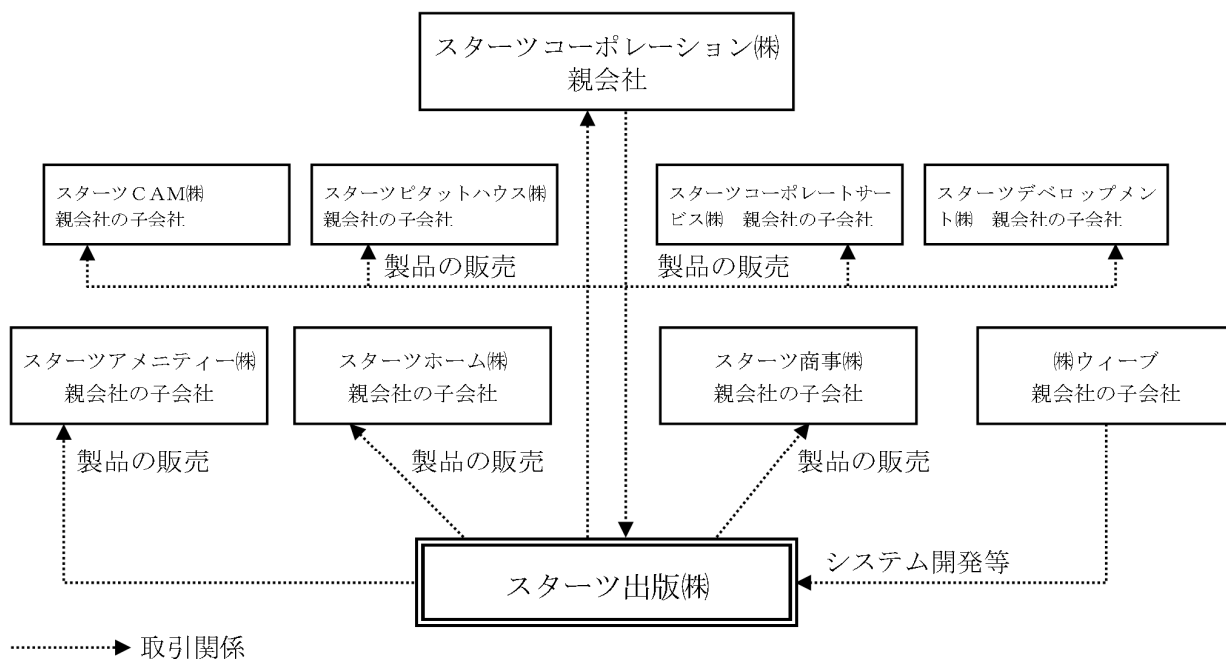 スターツコーポレーション㈱
親会社
スターツＣＡＭ㈱
親会社の子会社
スターツピタットハウス㈱
親会社の子会社
スターツコーポレートサー
ビス㈱　親会社の子会社
スターツデベロップメン
ト㈱　親会社の子会社
製品の販売
製品の販売
スターツアメニティー㈱
親会社の子会社
スターツホーム㈱
親会社の子会社
スターツ商事㈱
親会社の子会社
㈱ウィーブ
親会社の子会社
製品の販売
製品の販売
製品の販売
システム開発等
スターツ出版㈱
取引関係